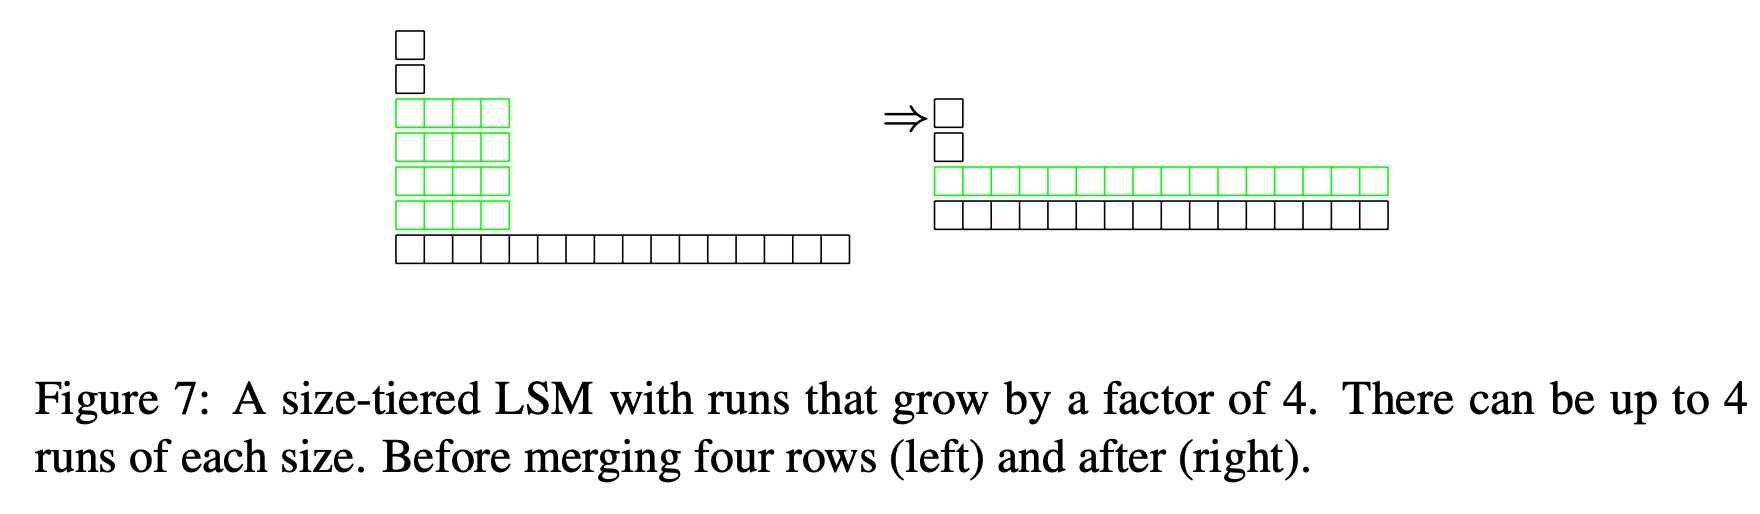 ⇒
Figure 7: A size-tiered LSM with runs that grow by a factor of 4. There can be up to 4
runs of each size. Before merging four rows (left) and after (right).